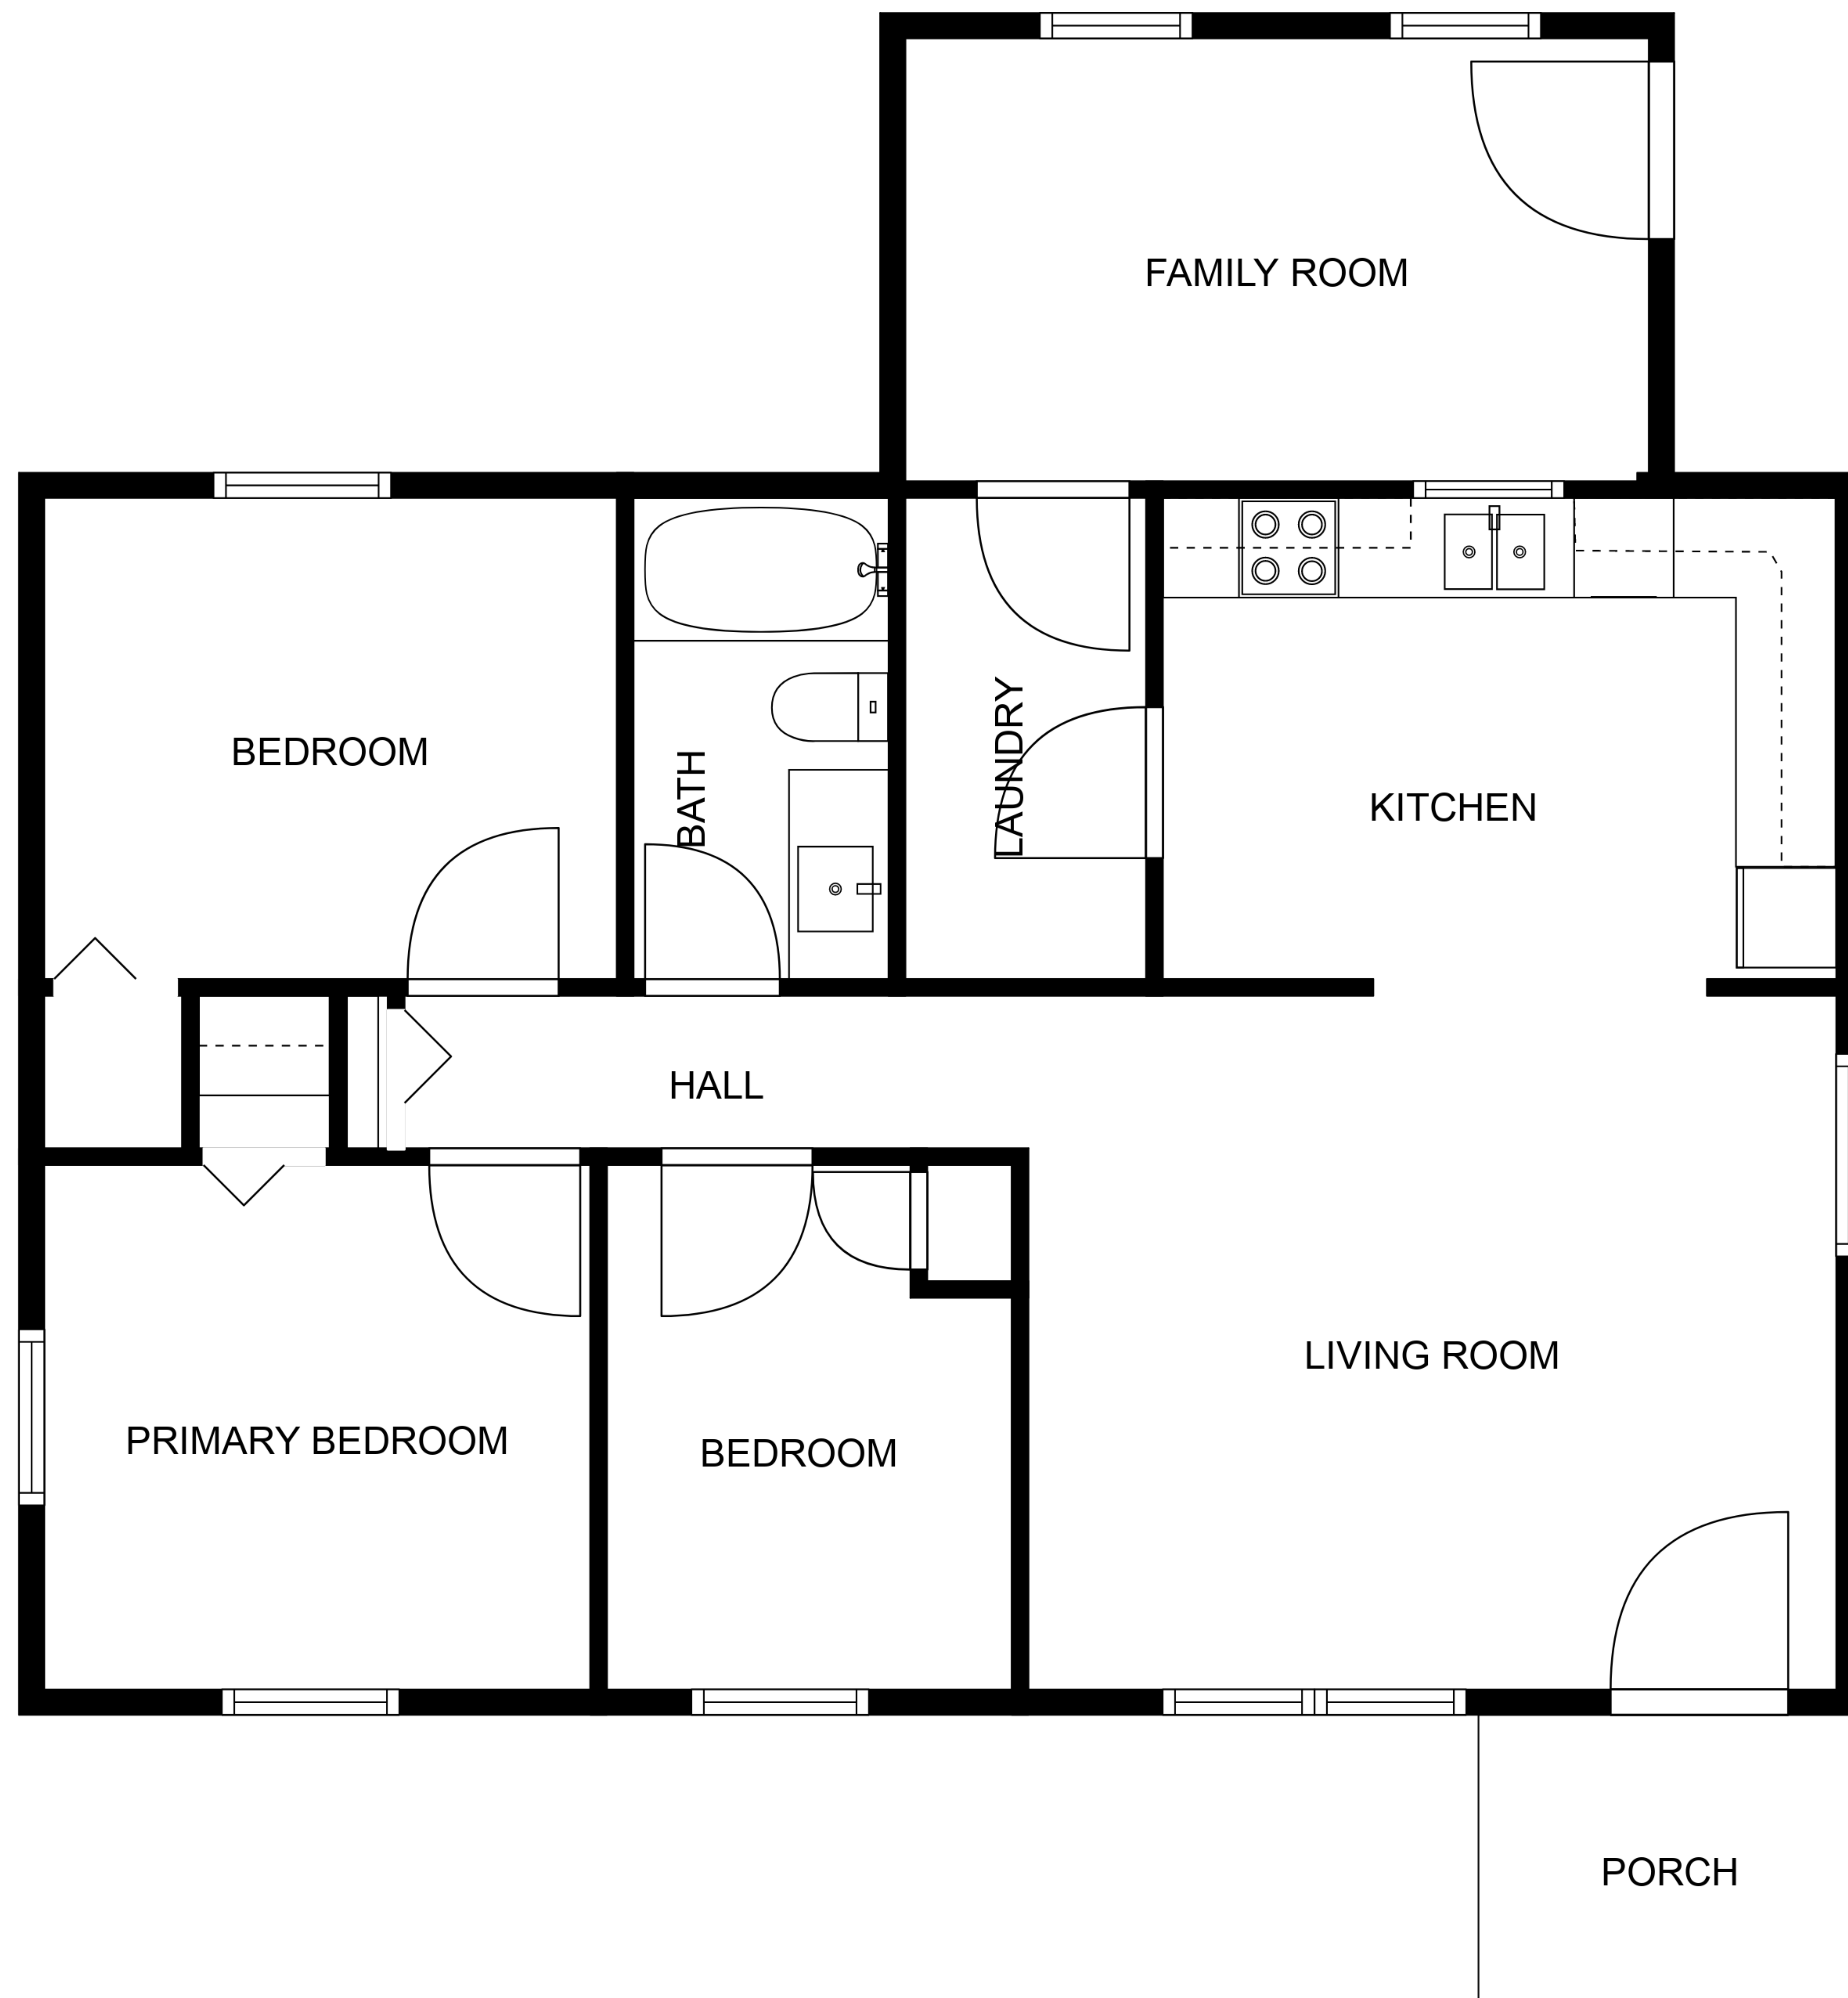 FAMILY ROOM
BEDROOM
BATH
LAUNDRY
KITCHEN
HALL
LIVING ROOM
PRIMARY BEDROOM
BEDROOM
PORCH